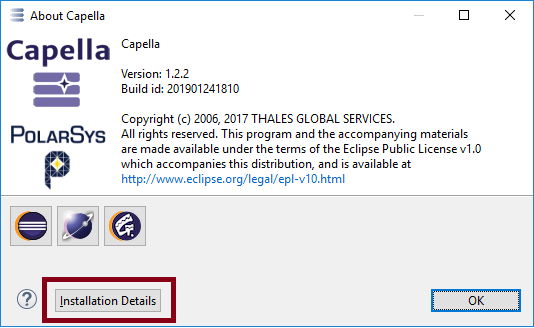 About Capella
Capella
Capella
Version: 1.2.2
Build id: 201901241810
Copyright (c) 2006, 2017 THALES GLOBAL SERVICES.
All rights reserved. This program and the accompanying materials
are made available under the terms of the Eclipse Public License v1.0
which accompanies this distribution, and is available at
http://www.eclipse.org/legal/epl-v10.html
POLARSYS
?
Installation Details
OK